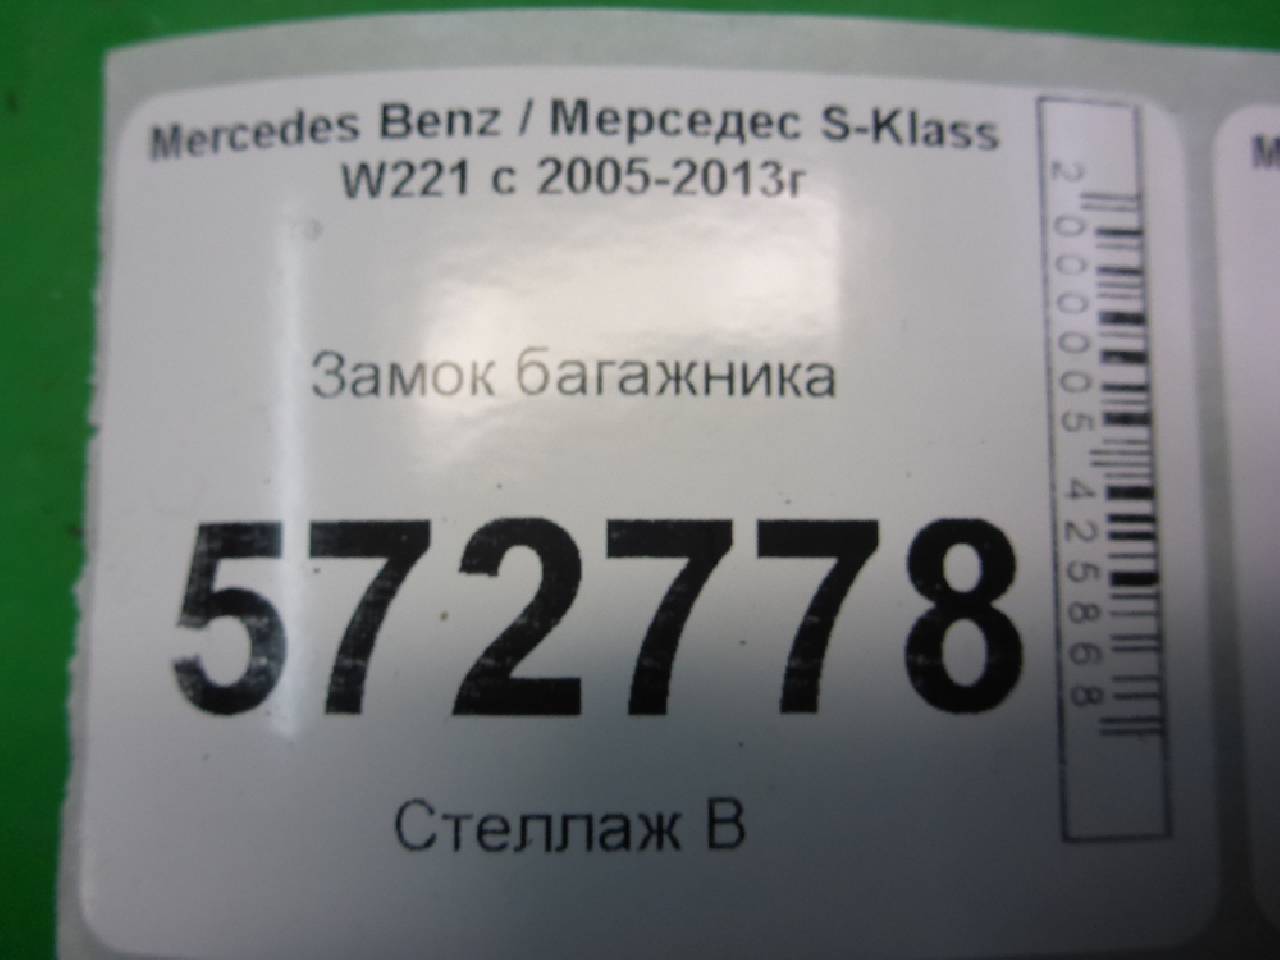 Mercedes Benz / Мерседес S-Klass
W221 с 2005-2013г
Замок багажника
572778
Стеллаж В
2000005425868
M